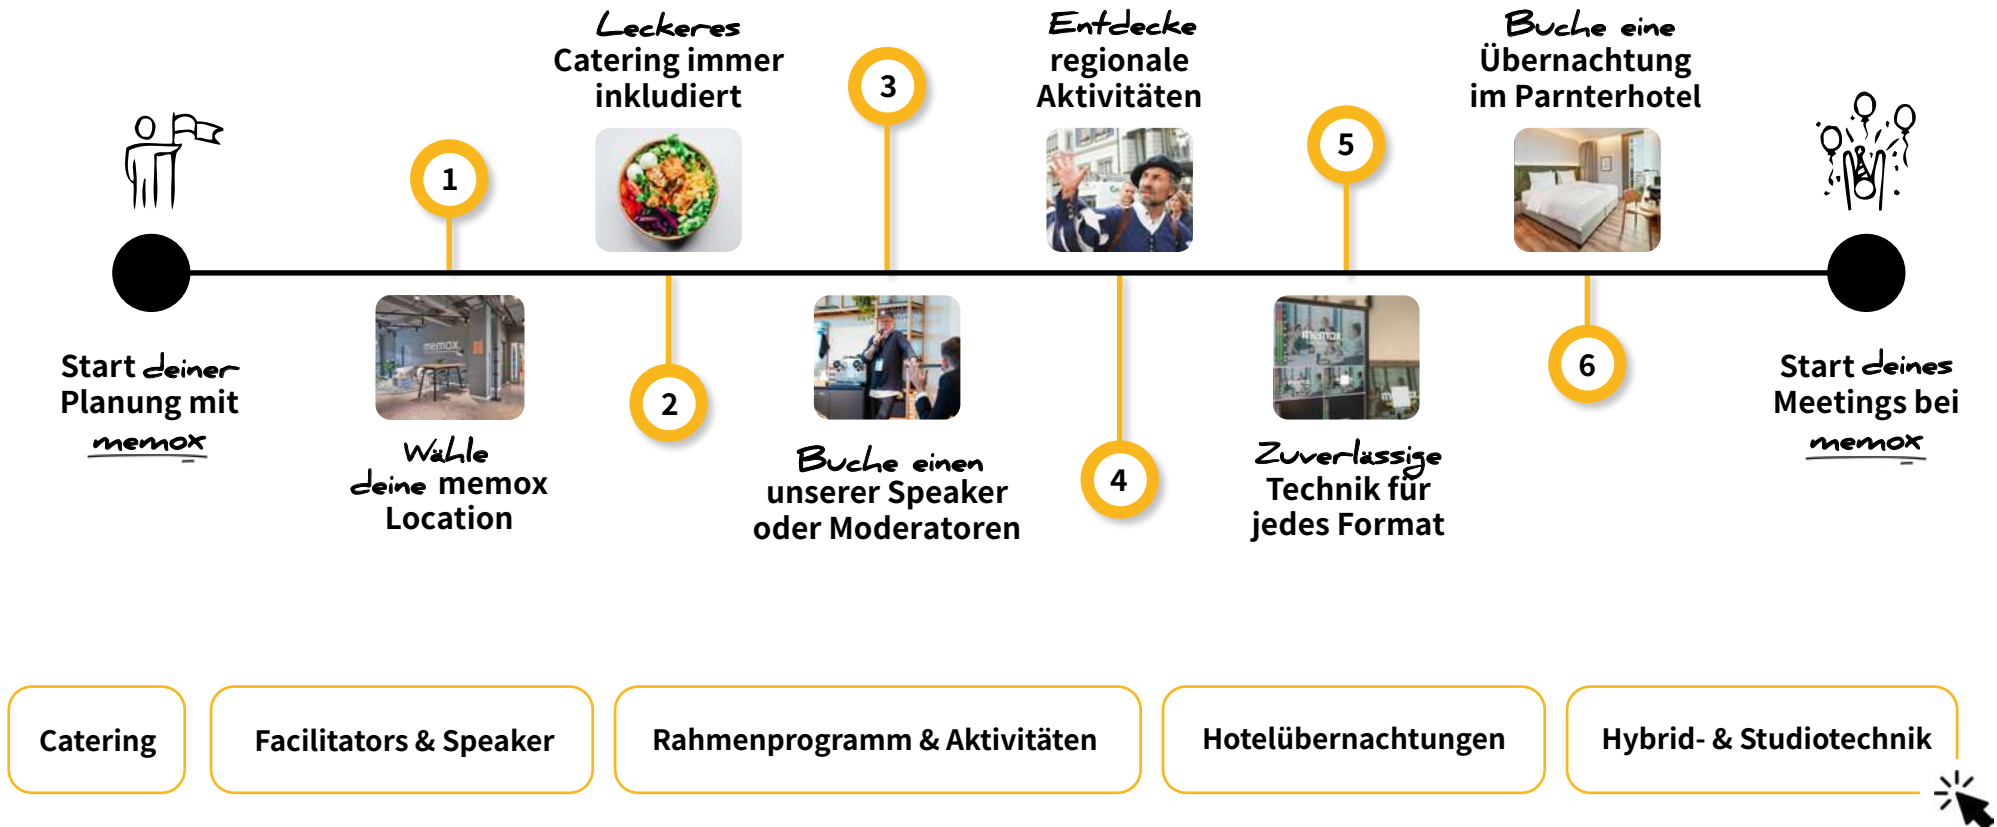 Start deiner
Planung mit
memox
1
Wähle
deine memox
Location
Leckeres
Catering immer
inkludiert
2
3
Buche einen
unserer Speaker
oder Moderatoren
Entdecke
regionale
Aktivitäten
4
5
Zuverlässige
Technik für
jedes Format
Buche eine
Übernachtung
im Parnterhotel
6
Start deines
Meetings bei
memox
memox.
memox
Catering
Facilitators & Speaker
Rahmenprogramm & Aktivitäten
Hotelübernachtungen
Hybrid- & Studiotechnik